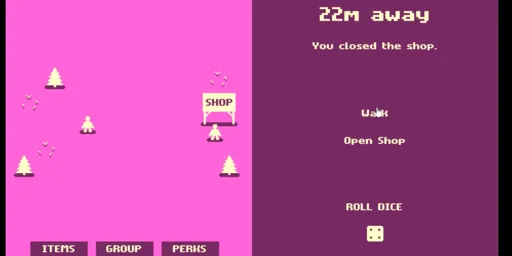 22m away
You closed the shop.
SHOP
Walk
Open Shop
ROLL DICE
ITEMS GROUP PERKS